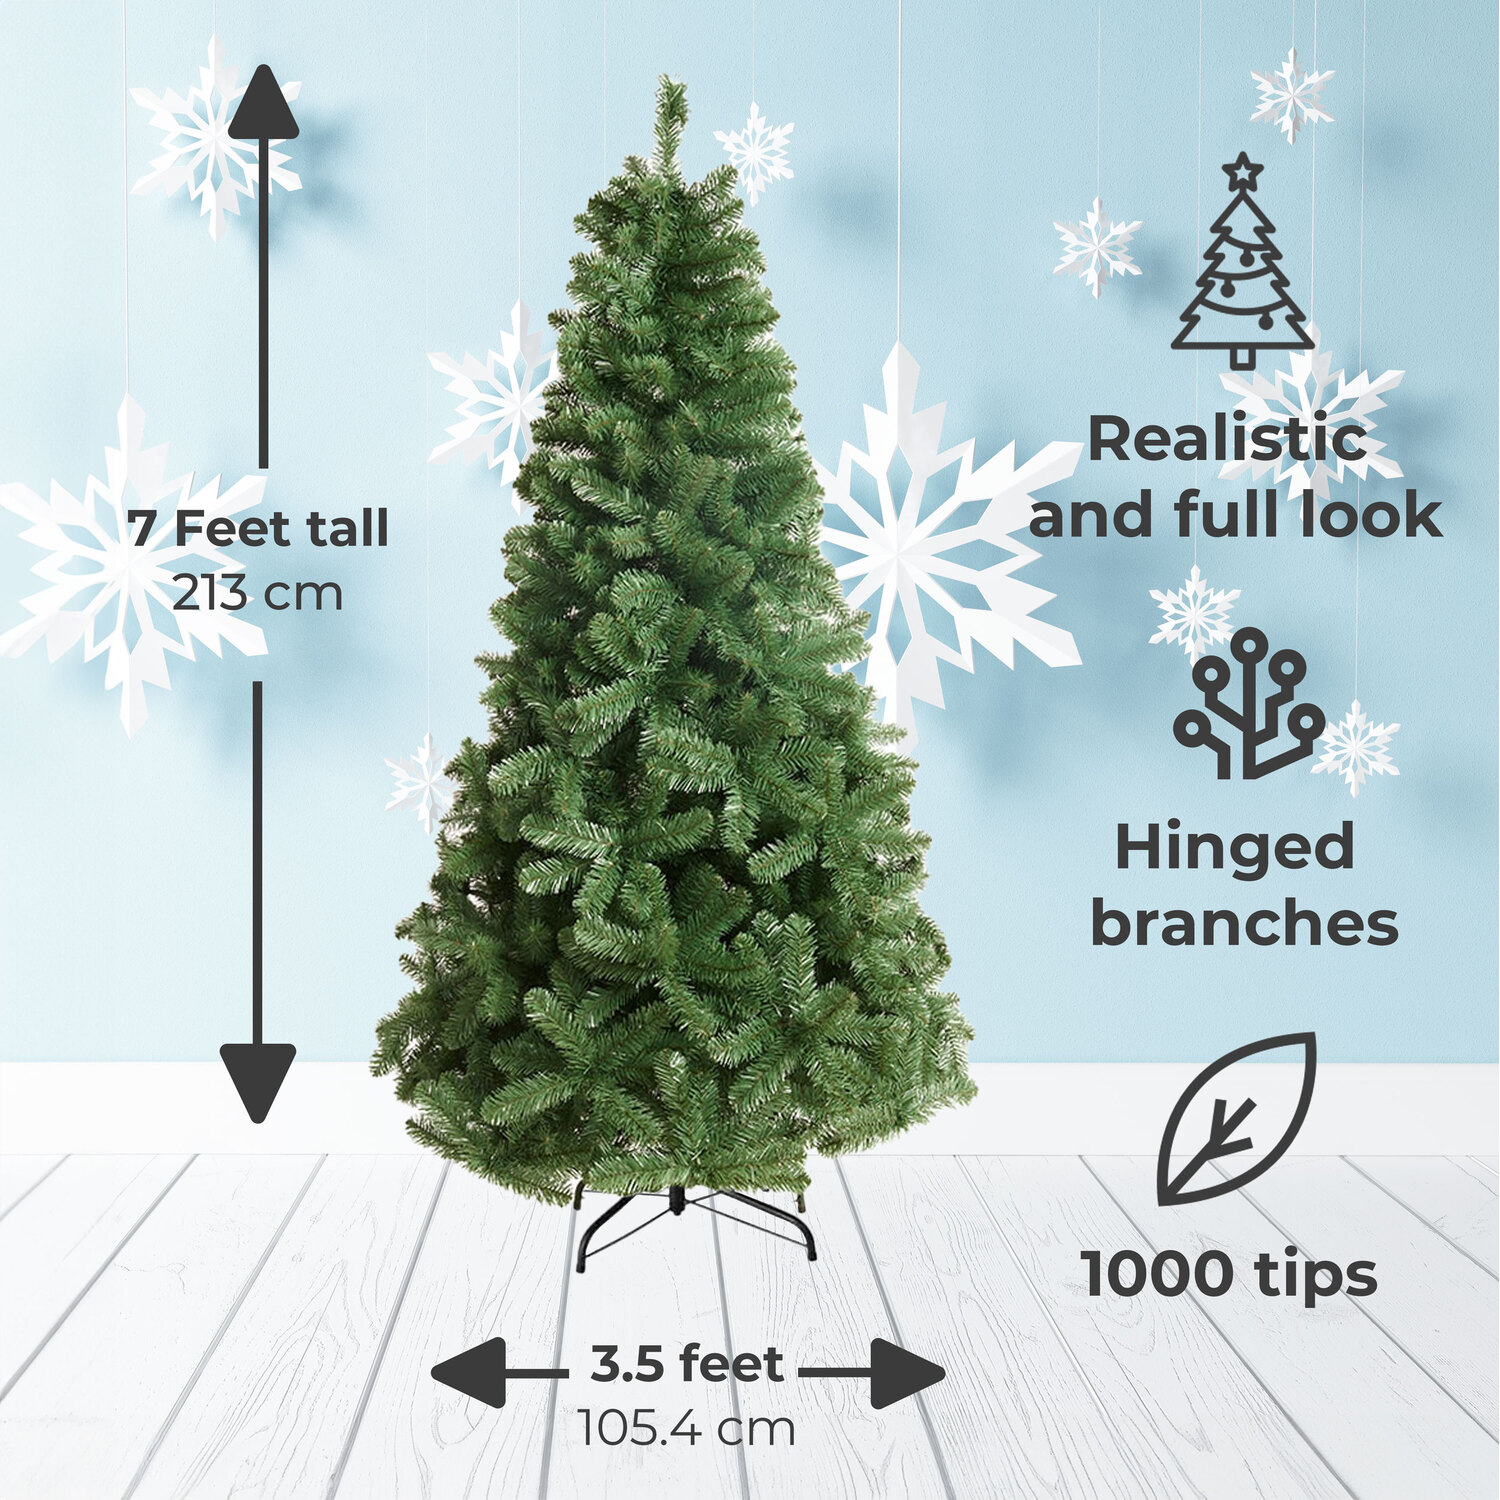 7 Feet tall
213 cm
Realistic
and full look
Hinged
branches
1000 tips
3.5 feet
105.4 cm